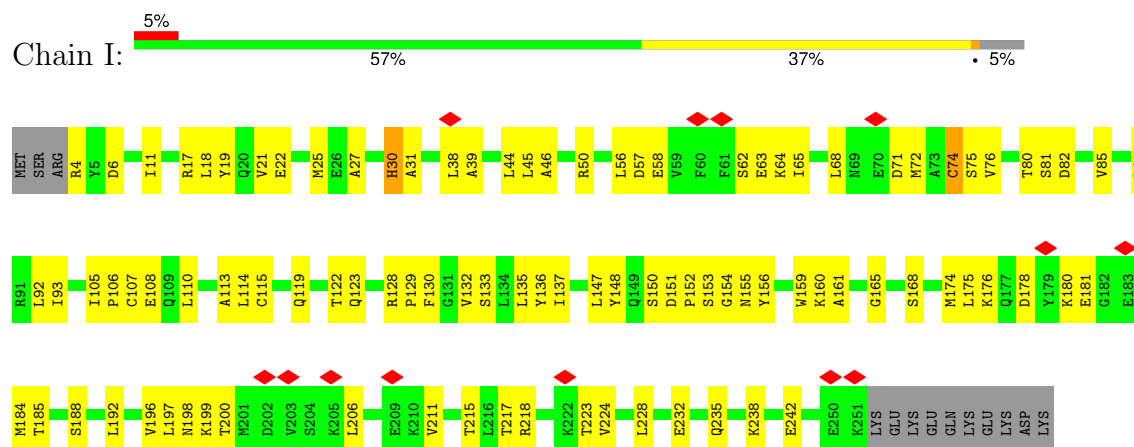 5%
Chain I:
57% 37% • 5%
MET SER ARG R4 Y5 D6 I11 R17 L18 Y19 Q20 V21 E22 M25 E26 A27 H30 A31 L38 A39 L44 L45 A46 R50 L56 D57 E58 V59 F60 F61 S62 E63 K64 I65 L68 N69 E70 D71 M72 A73 C74 S75 V76 T80 S81 D82 V85
R91 L92 I93 I105 P106 C107 E108 Q109 L110 A113 L114 C115 Q119 T122 Q123 R128 P129 F130 G131 V132 S133 L134 L135 Y136 I137 L147 Y148 Q149 S150 D151 P152 S153 G154 N155 Y156 W159 K160 A161 G165 S168 M174 L175 K176 Q177 D178 Y179 K180 E181 G182 E183
M184 T185 S188 L192 V196 L197 N198 K199 T200 M201 D202 V203 S204 K205 L206 E209 K210 V211 T215 L216 T217 R218 K222 T223 V224 L228 E232 Q235 K238 E242 E250 K251 LYS LYS GLU GLN LYS GLU LYS ASP LYS